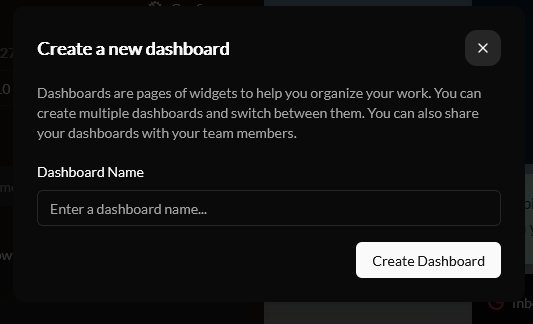 Create a new dashboard
Dashboards are pages of widgets to help you organize your work. You can
create multiple dashboards and switch between them. You can also share
your dashboards with your team members.
Dashboard Name
Enter a dashboard name...
Create Dashboard